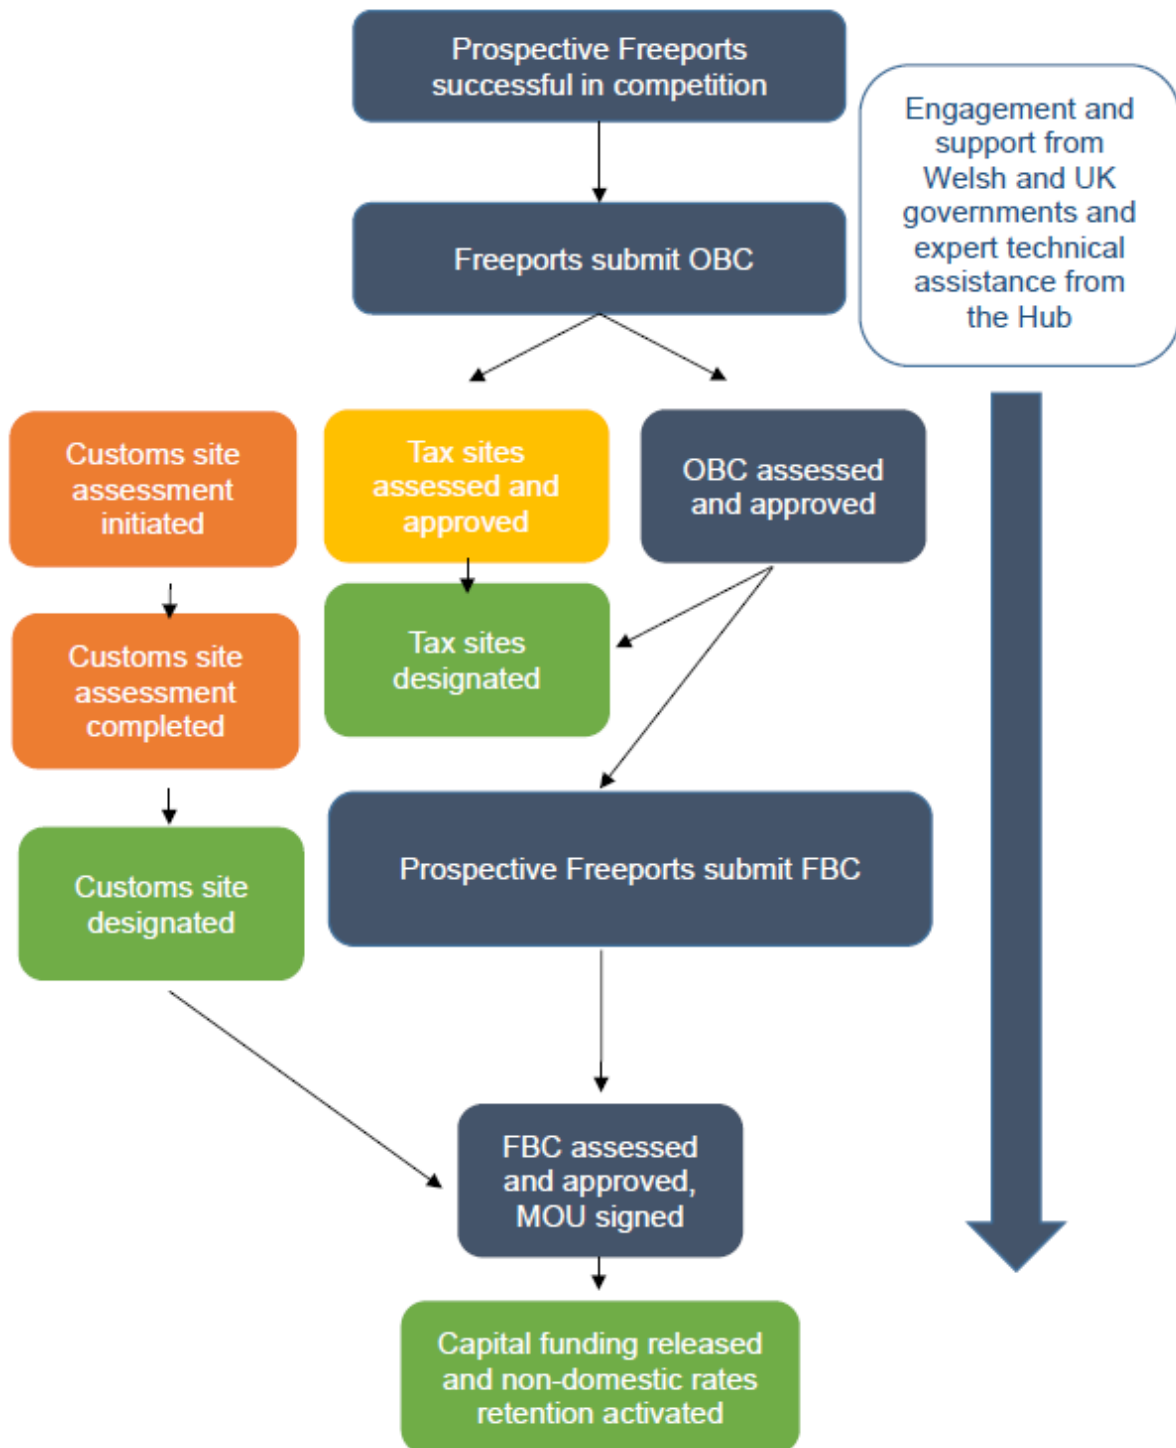 Prospective Freeports
successful in competition
Engagement and
support from
Welsh and UK
governments and
expert technical
assistance from
the Hub
Freeports submit OBC
Customs site
assessment
initiated
Tax sites
assessed and
approved
OBC assessed
and approved
Customs site
assessment
completed
Tax sites
designated
Customs site
designated
Prospective Freeports submit FBC
FBC assessed
and approved,
MOU signed
Capital funding released
and non-domestic rates
retention activated